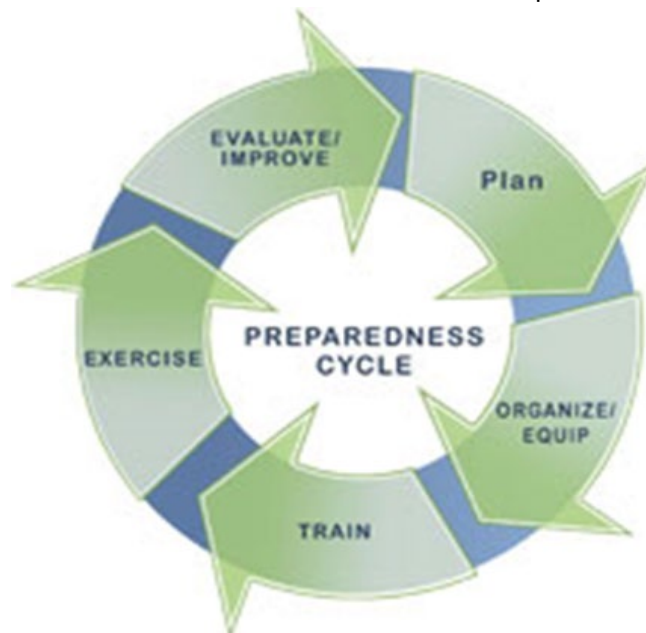 Plan
ORGANIZE/
EQUIP
TRAIN
EXERCISE
EVALUATE/
IMPROVE
PREPAREDNESS
CYCLE